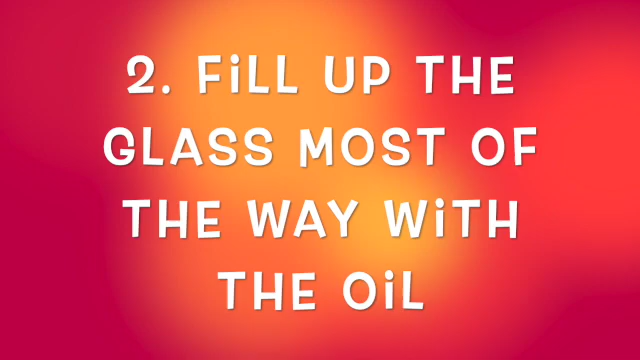 2. FiLL UP THE
GLASS MOST OF
THE WAY WiTH
THE OiL